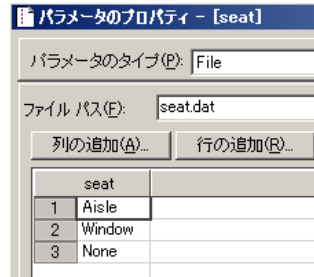 パラメータのプロパティ - [seat]
パラメータのタイプ(P): File
ファイル パス(F): seat.dat
列の追加(A)... 行の追加(R)...
seat
1 Aisle
2 Window
3 None